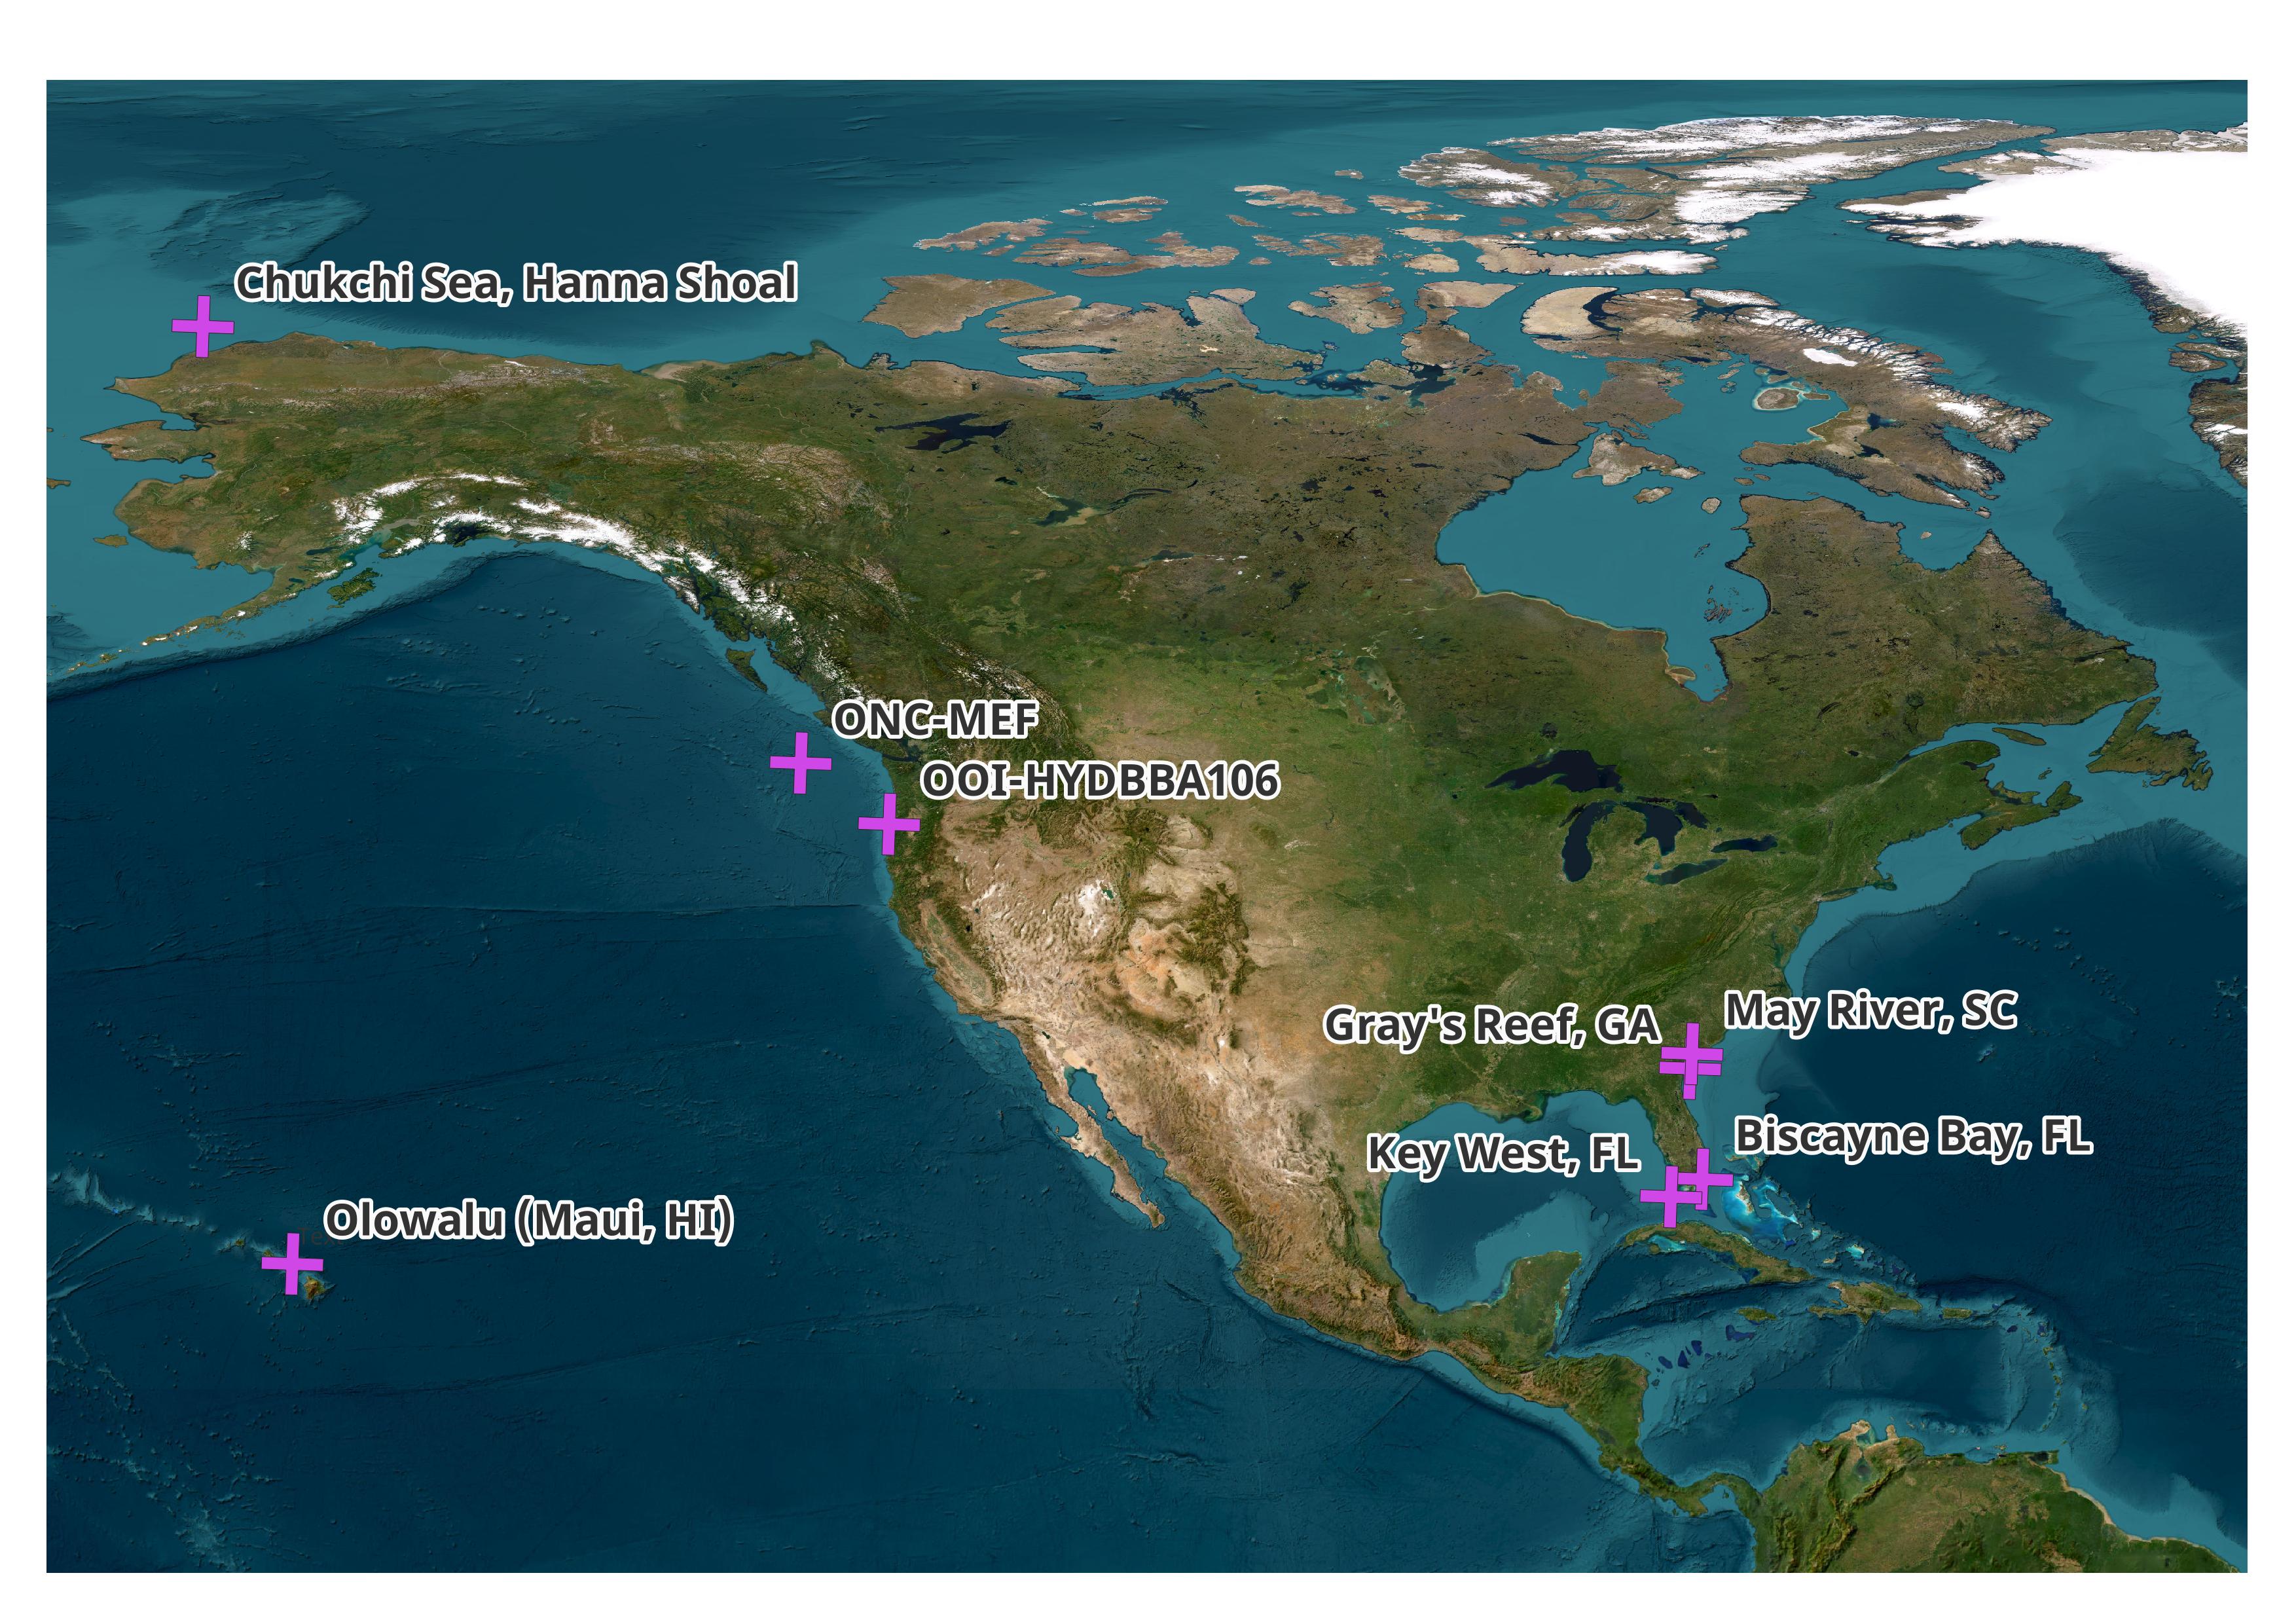 Chukchi Sea, Hanna Shoal
ONC-MEF
OOI-HYDBBA106
May River, SC
Gray's Reef, GA
Biscayne Bay, FL
Key West, FL
Olowalu (Maui, HI)